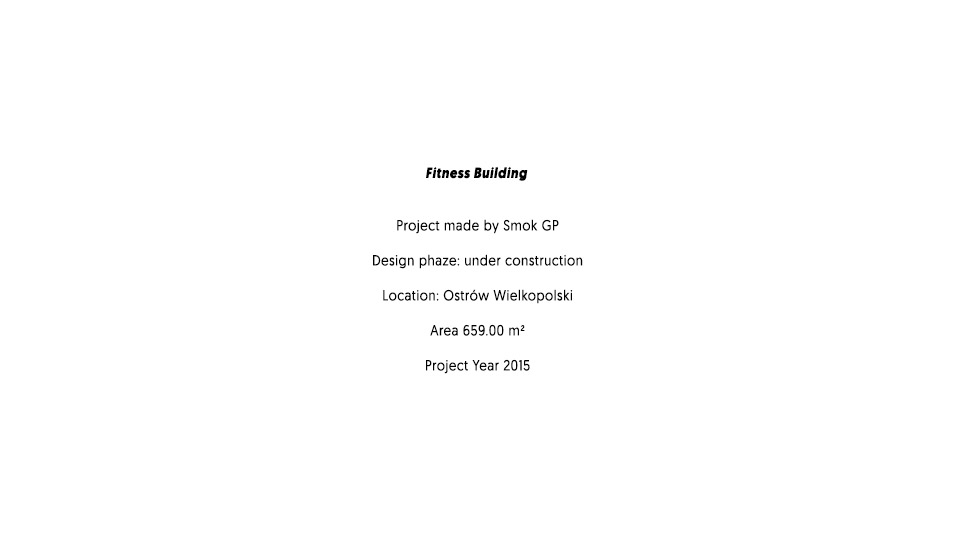 Fitness Building
Project made by Smok GP
Design phaze: under construction
Location: Ostrów Wielkopolski
Area 659.00 m²
Project Year 2015